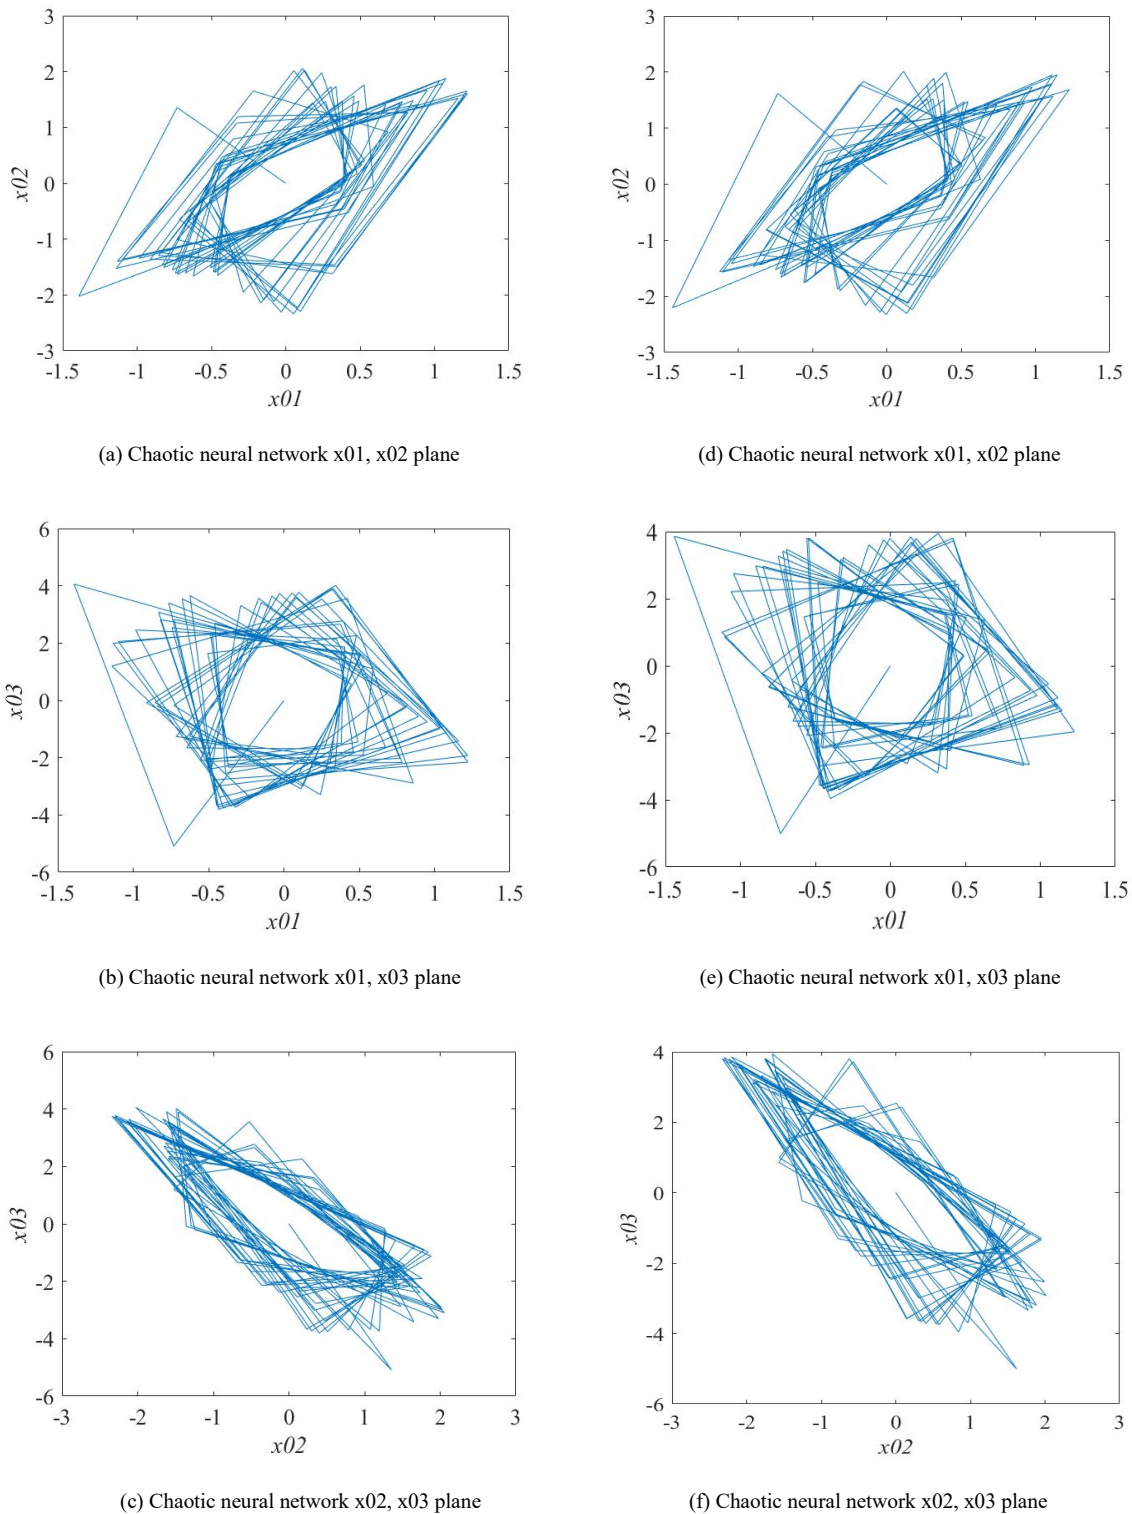 3
2
1
0
-1
-2
-3
x02
-1.5 -1 -0.5 0 0.5 1 1.5
x01
(a) Chaotic neural network x01, x02 plane
3
2
1
0
-1
-2
-3
x02
-1.5 -1 -0.5 0 0.5 1 1.5
x01
(d) Chaotic neural network x01, x02 plane
6
4
2
0
-2
-4
-6
x03
-1.5 -1 -0.5 0 0.5 1 1.5
x01
(b) Chaotic neural network x01, x03 plane
4
2
0
-2
-4
-6
x03
-1.5 -1 -0.5 0 0.5 1 1.5
x01
(e) Chaotic neural network x01, x03 plane
6
4
2
0
-2
-4
-6
x03
-3 -2 -1 0 1 2 3
x02
(c) Chaotic neural network x02, x03 plane
4
2
0
-2
-4
-6
x03
-3 -2 -1 0 1 2 3
x02
(f) Chaotic neural network x02, x03 plane